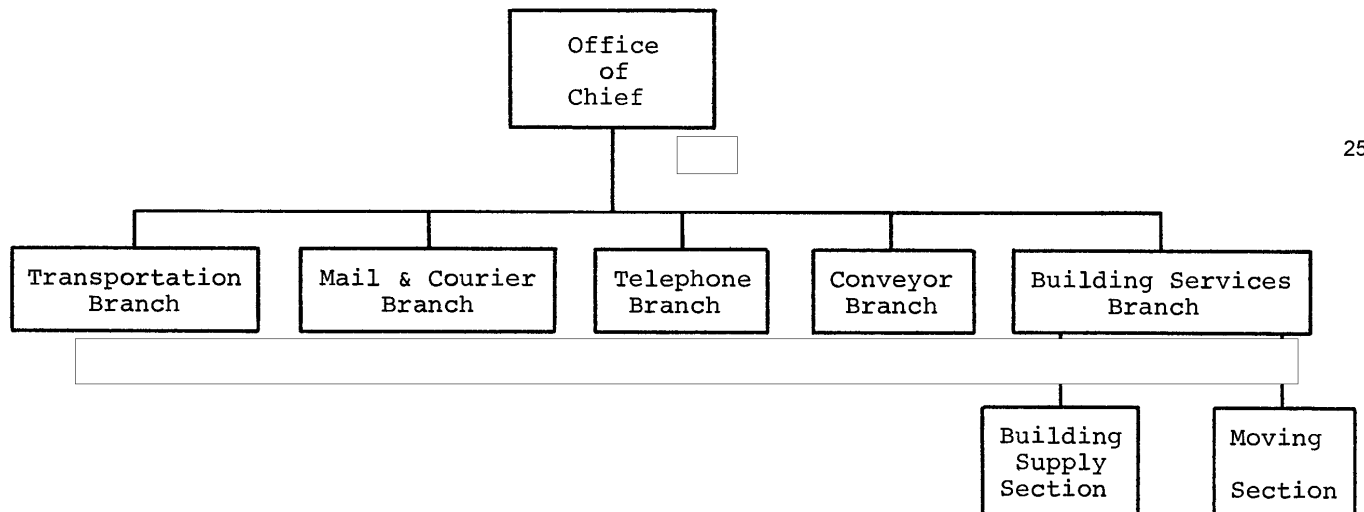 Office
of
Chief
25
Transportation
Branch
Mail & Courier
Branch
Telephone
Branch
Conveyor
Branch
Building Services
Branch
Building
Supply
Section
Moving
Section